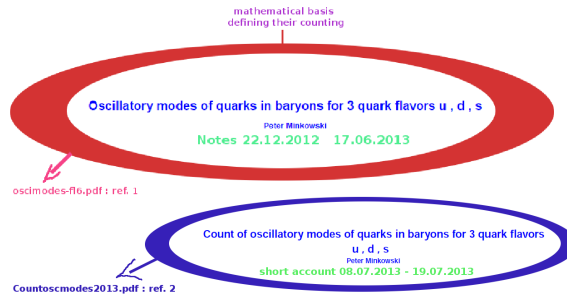 mathematical basis
defining their counting
Oscillatory modes of quarks in baryons for 3 quark flavors u , d , s
Peter Minkowski
Notes 22.12.2012 17.06.2013
oscimodes-fl6.pdf : ref. 1
Count of oscillatory modes of quarks in baryons for 3 quark flavors
u , d , s
Peter Minkowski
short account 08.07.2013 - 19.07.2013
Countoscmodes2013.pdf : ref. 2